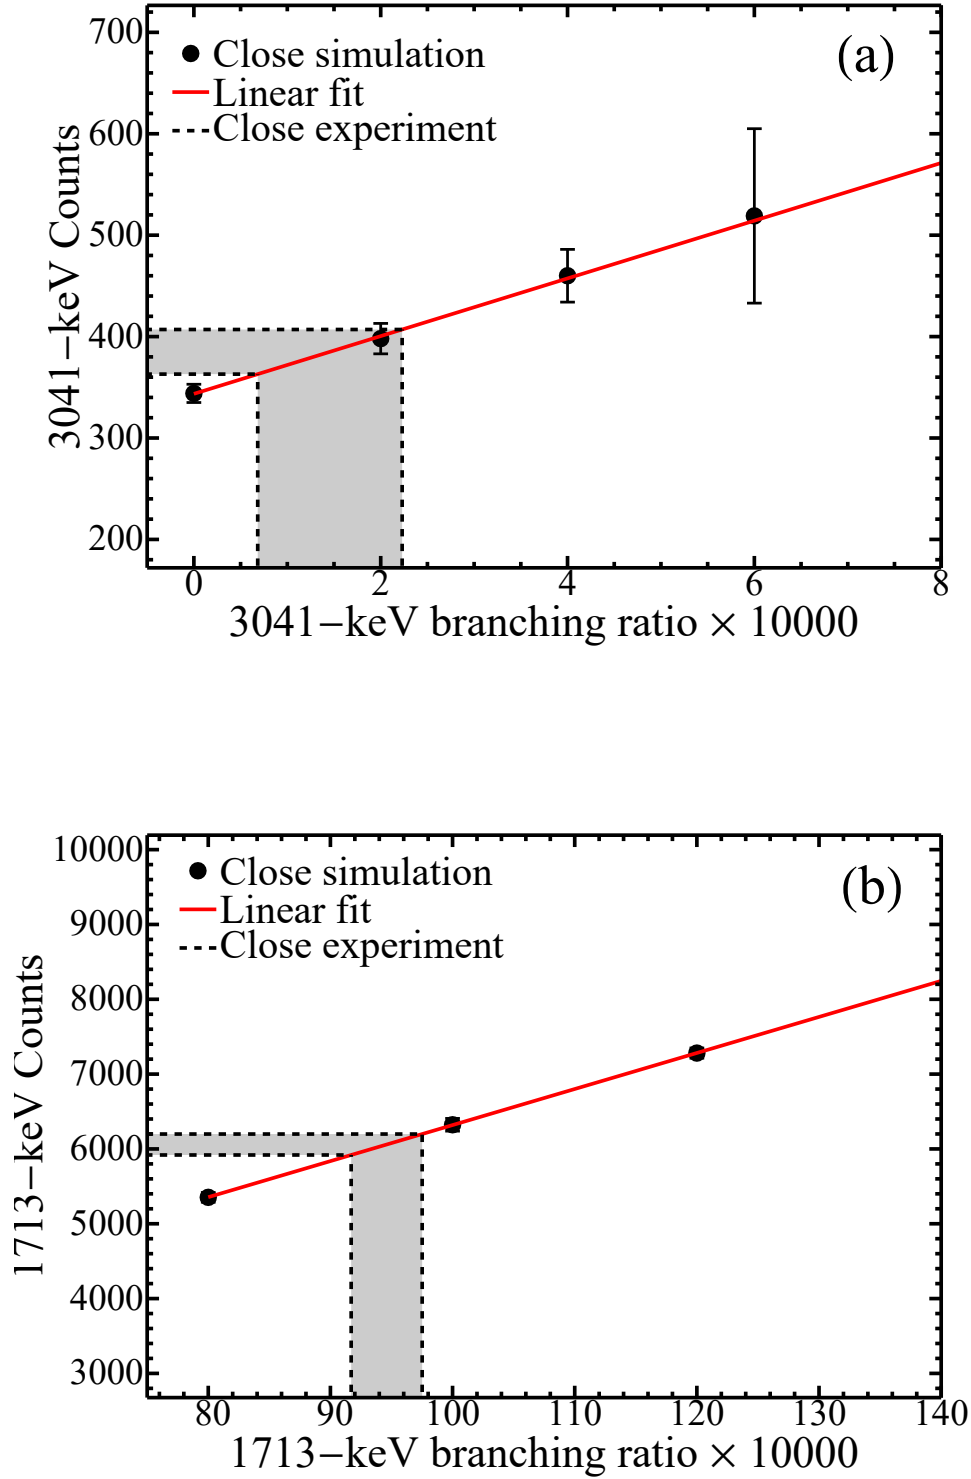 (a)
Close simulation
Linear fit
Close experiment
700
600
500
400
300
200
3041−keV Counts
0 2 4 6 8
3041−keV branching ratio × 10000
(b)
Close simulation
Linear fit
Close experiment
10000
9000
8000
7000
6000
5000
4000
3000
1713−keV Counts
80 90 100 110 120 130 140
1713−keV branching ratio × 10000